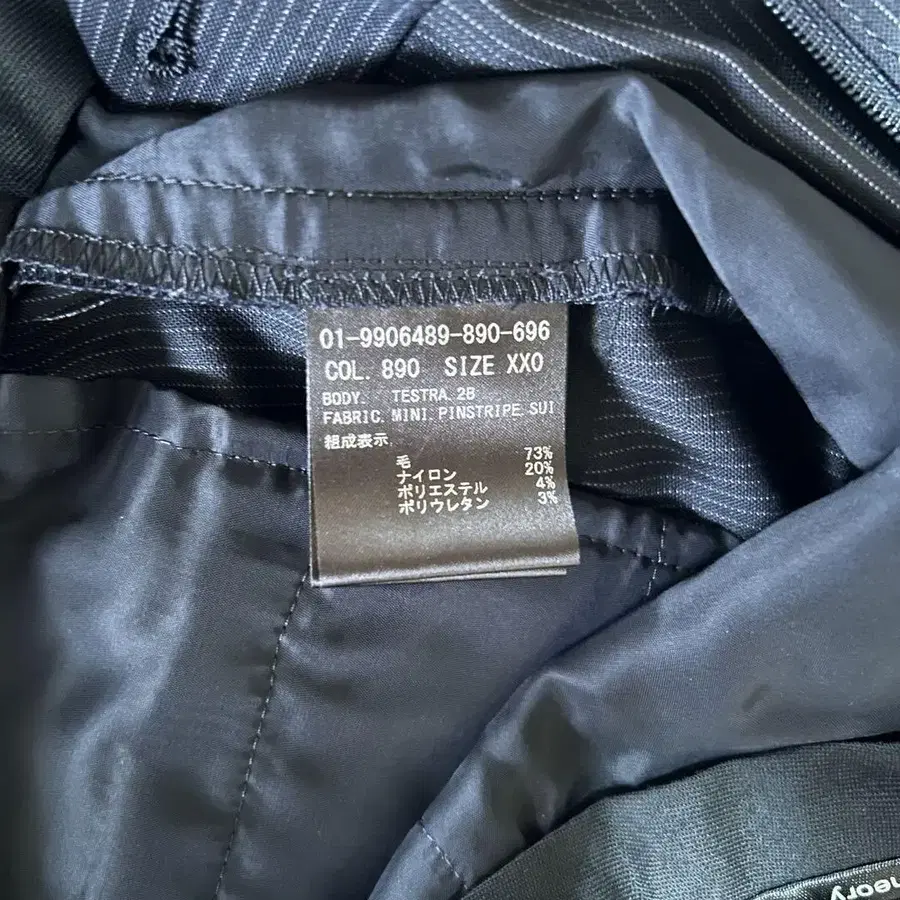 01-9906489-890-696
COL. 890 SIZE XX0
BODY. TESTRA.2B
FABRIC.MINI.PINSTRIPE.SUI
組成表示
毛 73%
ナイロン 20%
ポリエステル 4%
ポリウレタン 3%
heory